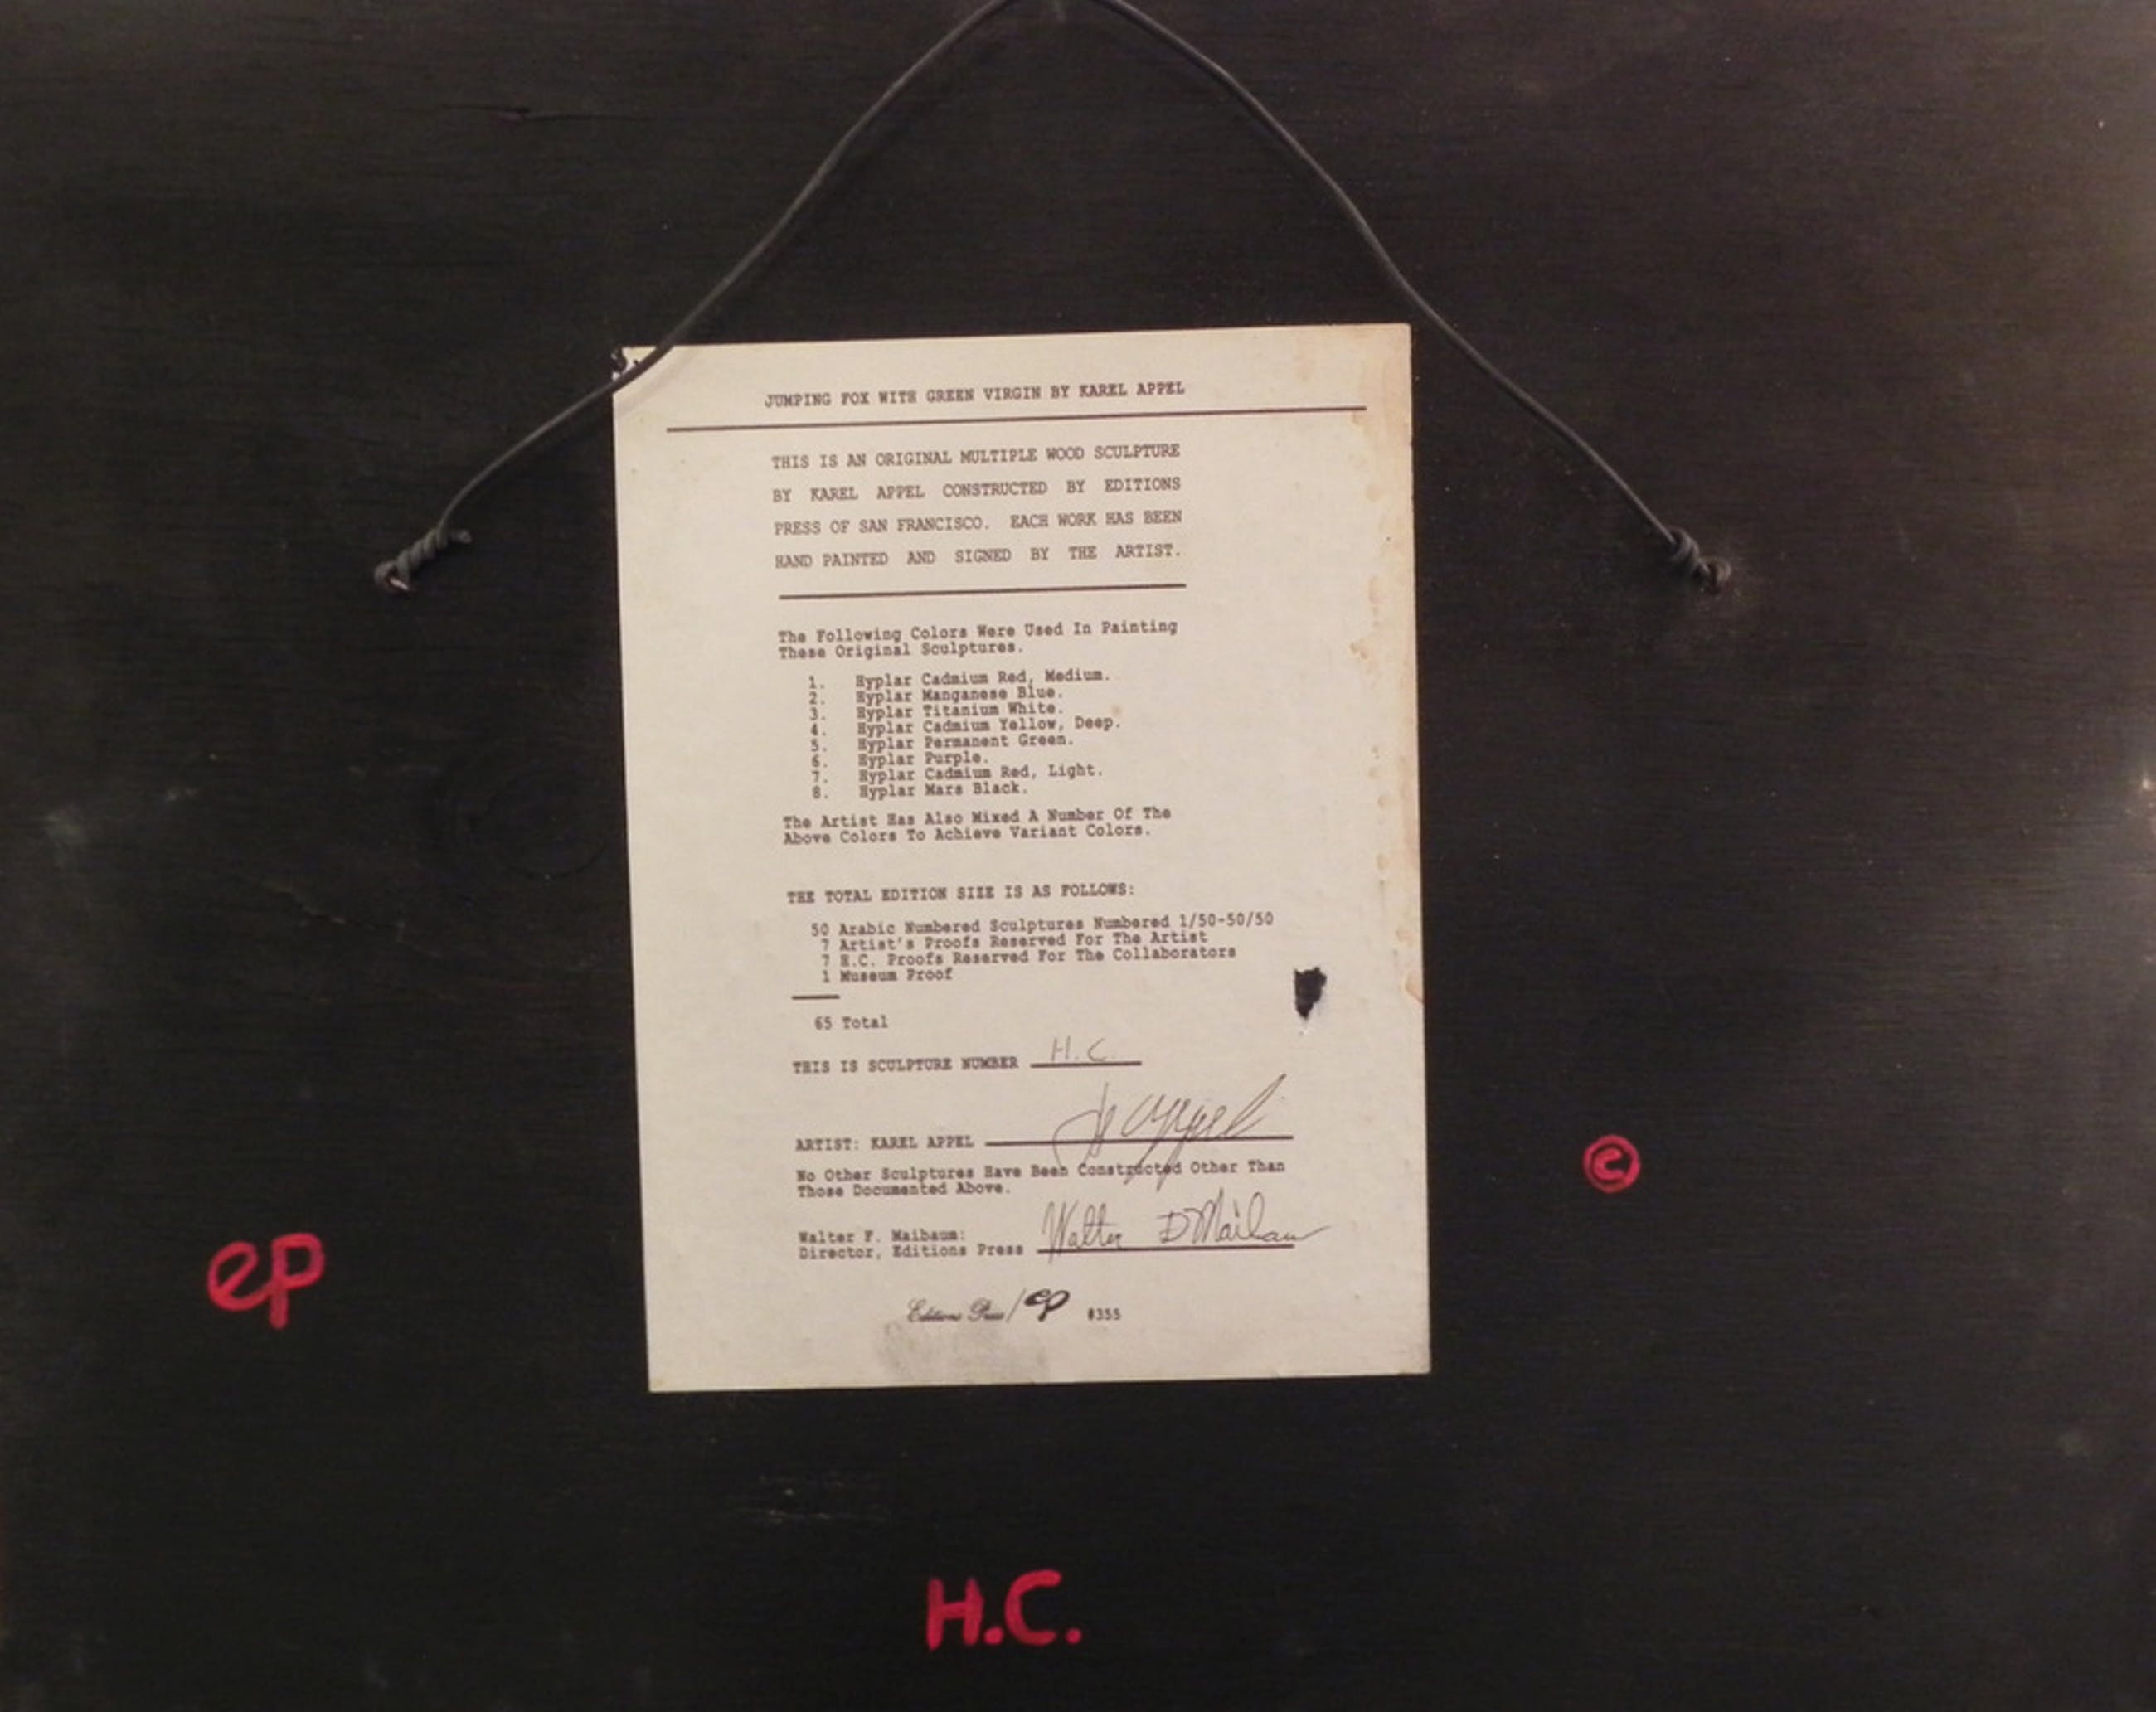 JUMPING FOX WITH GREEN VIRGIN BY KAREL APPEL
THIS IS AN ORIGINAL MULTIPLE WOOD SCULPTURE
BY KAREL APPEL CONSTRUCTED BY EDITIONS
PRESS OF SAN FRANCISCO. EACH WORK HAS BEEN
HAND PAINTED AND SIGNED BY THE ARTIST.
The Following Colors Were Used In Painting
These Original Sculptures.
1. Hyplar Cadmium Red, Medium.
2. Hyplar Manganese Blue.
3. Hyplar Titanium White.
4. Hyplar Cadmium Yellow, Deep.
5. Hyplar Permanent Green.
6. Hyplar Purple.
7. Hyplar Cadmium Red, Light.
8. Hyplar Mars Black.
The Artist Has Also Mixed A Number Of The
Above Colors To Achieve Variant Colors.
THE TOTAL EDITION SIZE IS AS FOLLOWS:
50 Arabic Numbered Sculptures Numbered 1/50-50/50
7 Artist's Proofs Reserved For The Artist
7 H.C. Proofs Reserved For The Collaborators
1 Museum Proof
65 Total
THIS IS SCULPTURE NUMBER H.C.
ARTIST: KAREL APPEL Appel
No Other Sculptures Have Been Constructed Other Than
Those Documented Above.
Walter F. Maibaum:
Director, Editions Press Walter F Maibaum
Editions Press/ep #355
©
ep
H.C.